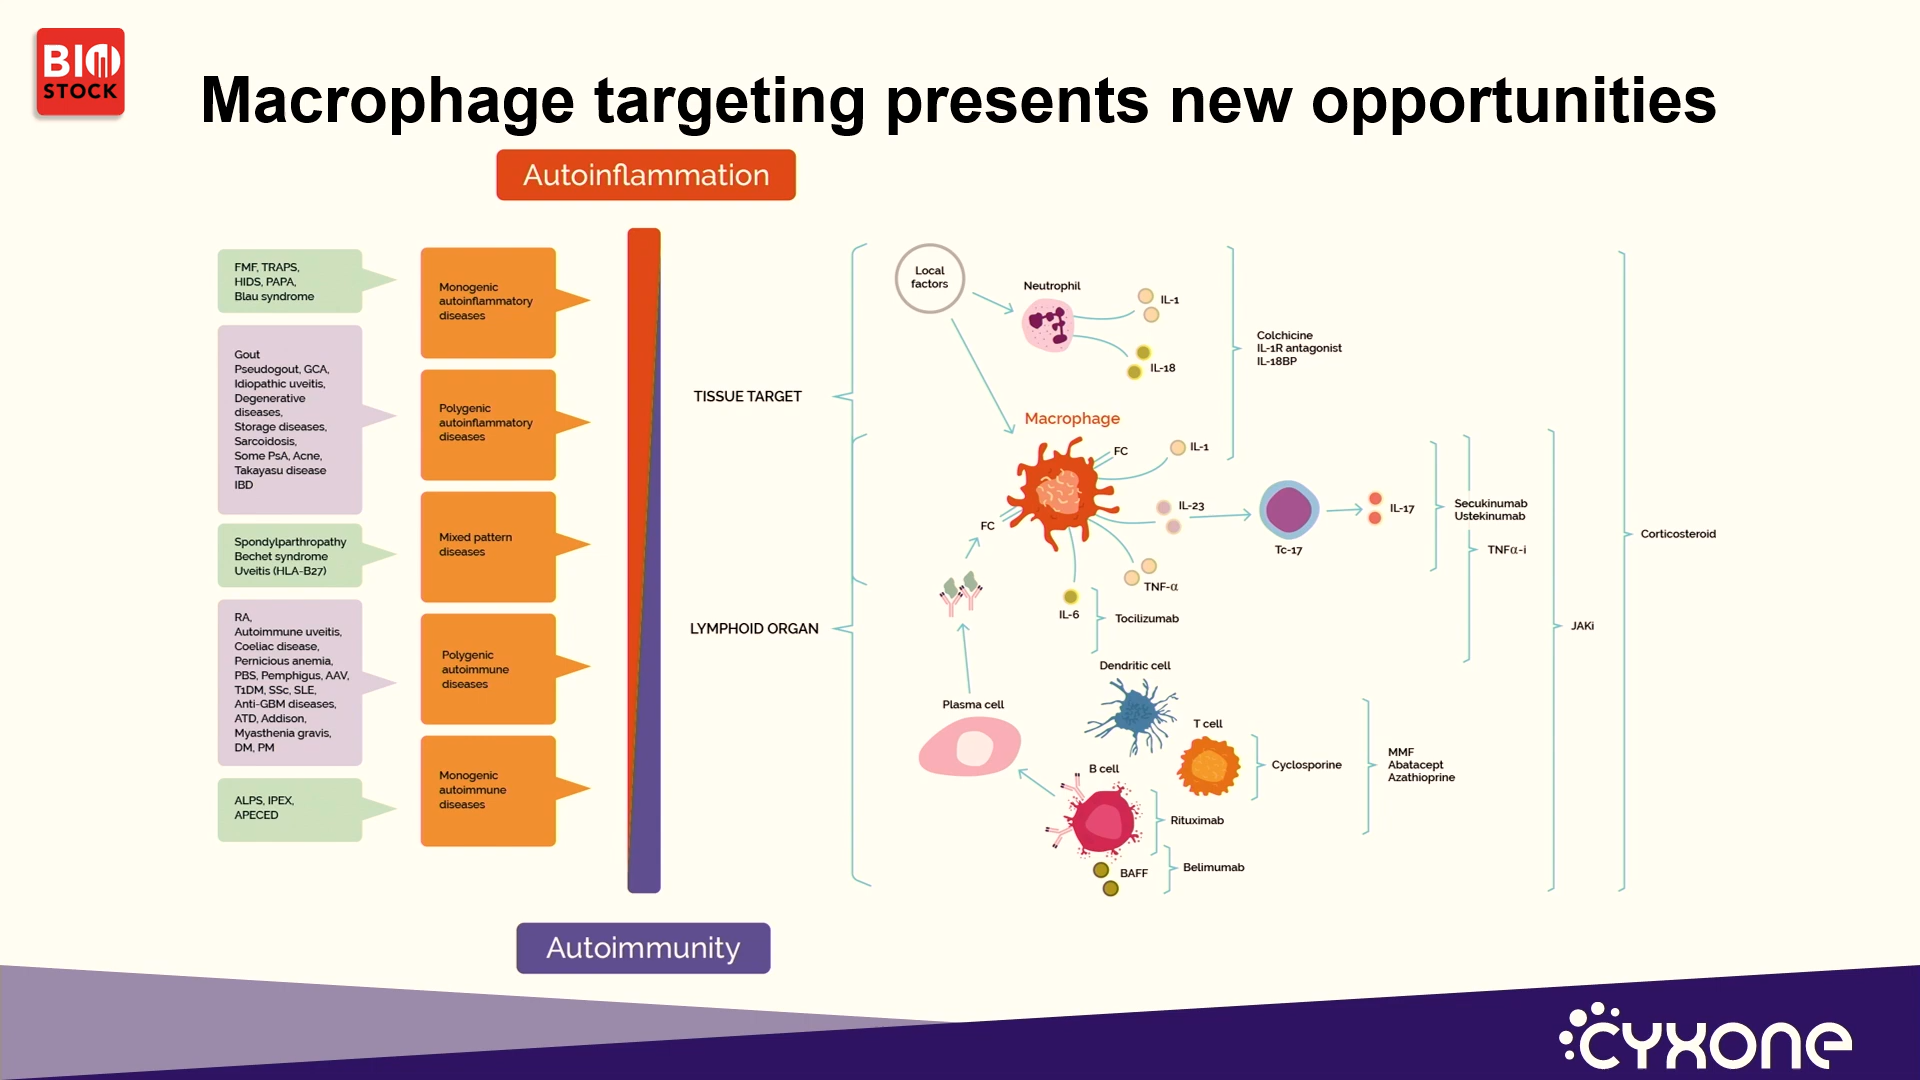 BIO
STOCK
Macrophage targeting presents new opportunities
Autoinflammation
FMF, TRAPS,
HIDS, PAPA,
Blau syndrome
Gout
Pseudogout, GCA,
Idiopathic uveitis,
Degenerative
diseases,
Storage diseases,
Sarcoidosis,
Some PsA, Acne,
Takayasu disease
IBD
Spondylparthropathy
Bechet syndrome
Uveitis (HLA-B27)
RA,
Autoimmune uveitis,
Coeliac disease,
Pernicious anemia,
PBS, Pemphigus, AAV,
T1DM, SSc, SLE,
Anti-GBM diseases,
ATD, Addison,
Myasthenia gravis,
DM, PM
ALPS, IPEX,
APECED
Monogenic
autoinflammatory
diseases
Polygenic
autoinflammatory
diseases
Mixed pattern
diseases
Polygenic
autoimmune
diseases
Monogenic
autoimmune
diseases
TISSUE TARGET
LYMPHOID ORGAN
Local
factors
Neutrophil
IL-1
IL-18
Colchicine
IL-1R antagonist
IL-18BP
Macrophage
FC
IL-1
IL-23
FC
Tc-17
IL-17
Secukinumab
Ustekinumab
TNFα-i
Corticosteroid
TNF-α
IL-6
Tocilizumab
JAKi
Dendritic cell
Plasma cell
T cell
Cyclosporine
MMF
Abatacept
Azathioprine
B cell
Rituximab
BAFF
Belimumab
Autoimmunity
cyxone